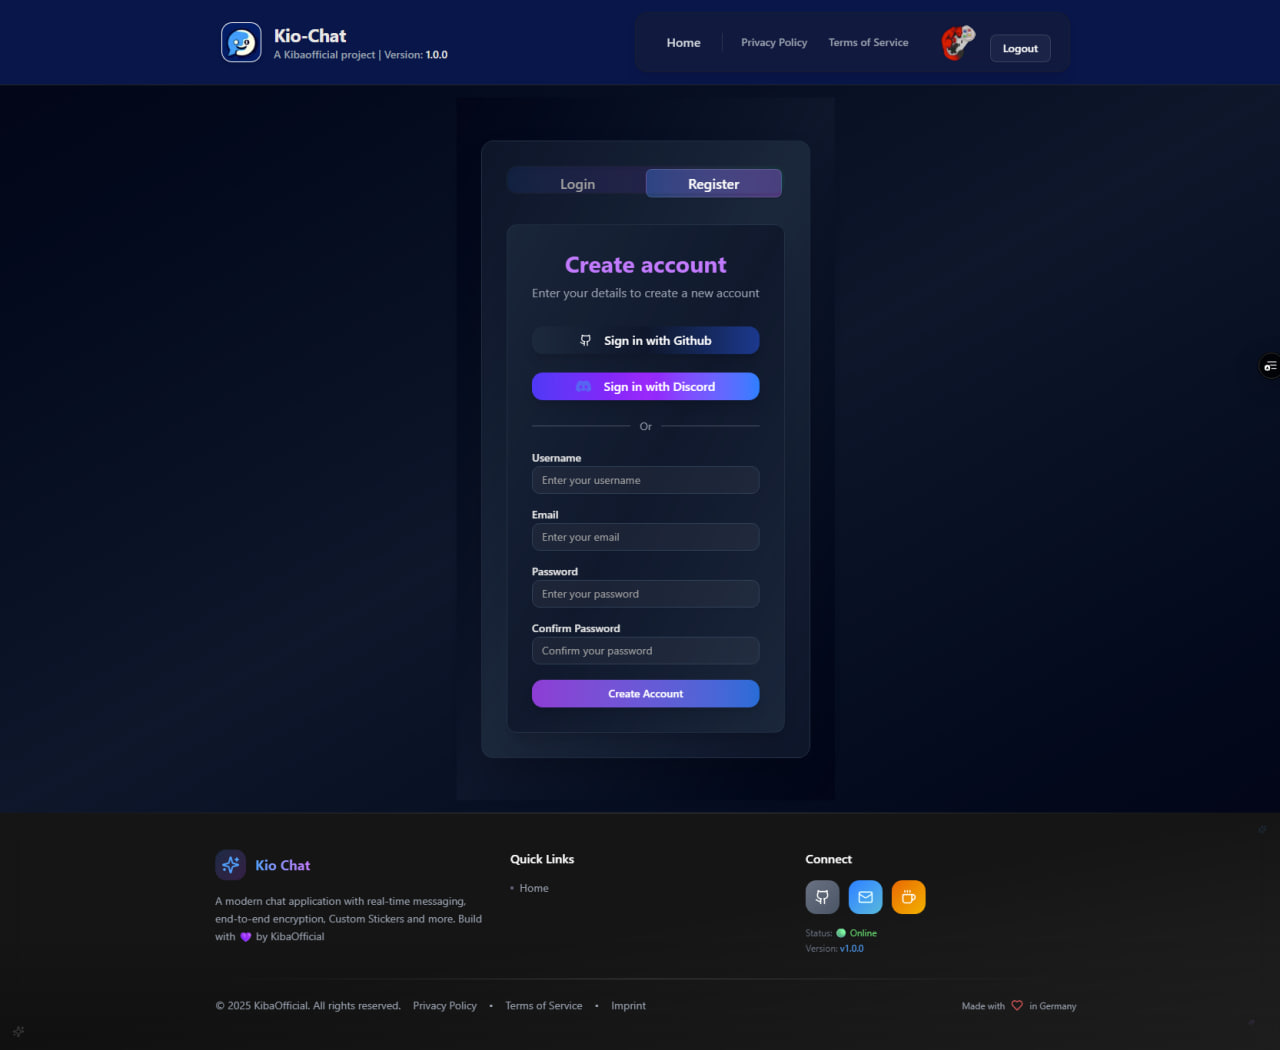 Kio-Chat
A Kibaofficial project | Version: 1.0.0
Home
Privacy Policy
Terms of Service
Logout
Login
Register
Create account
Enter your details to create a new account
Sign in with Github
Sign in with Discord
Or
Username
Enter your username
Email
Enter your email
Password
Enter your password
Confirm Password
Confirm your password
Create Account
Kio Chat
A modern chat application with real-time messaging,
end-to-end encryption, Custom Stickers and more. Build
with 💜 by KibaOfficial
Quick Links
• Home
Connect
Status: Online
Version: v1.0.0
© 2025 KibaOfficial. All rights reserved. Privacy Policy • Terms of Service • Imprint
Made with ♡ in Germany